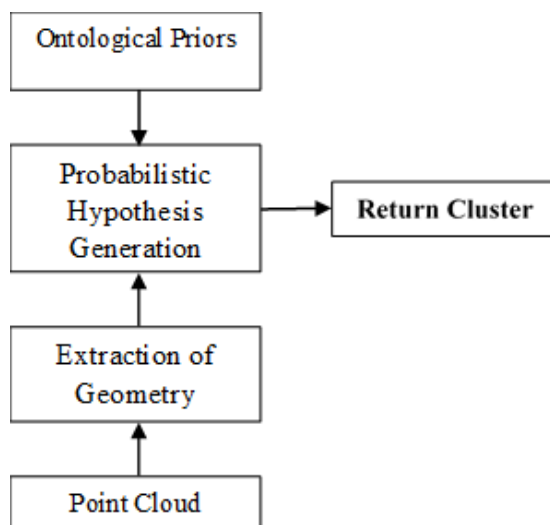 Ontological Priors
Probabilistic
Hypothesis
Generation
Return Cluster
Extraction of
Geometry
Point Cloud